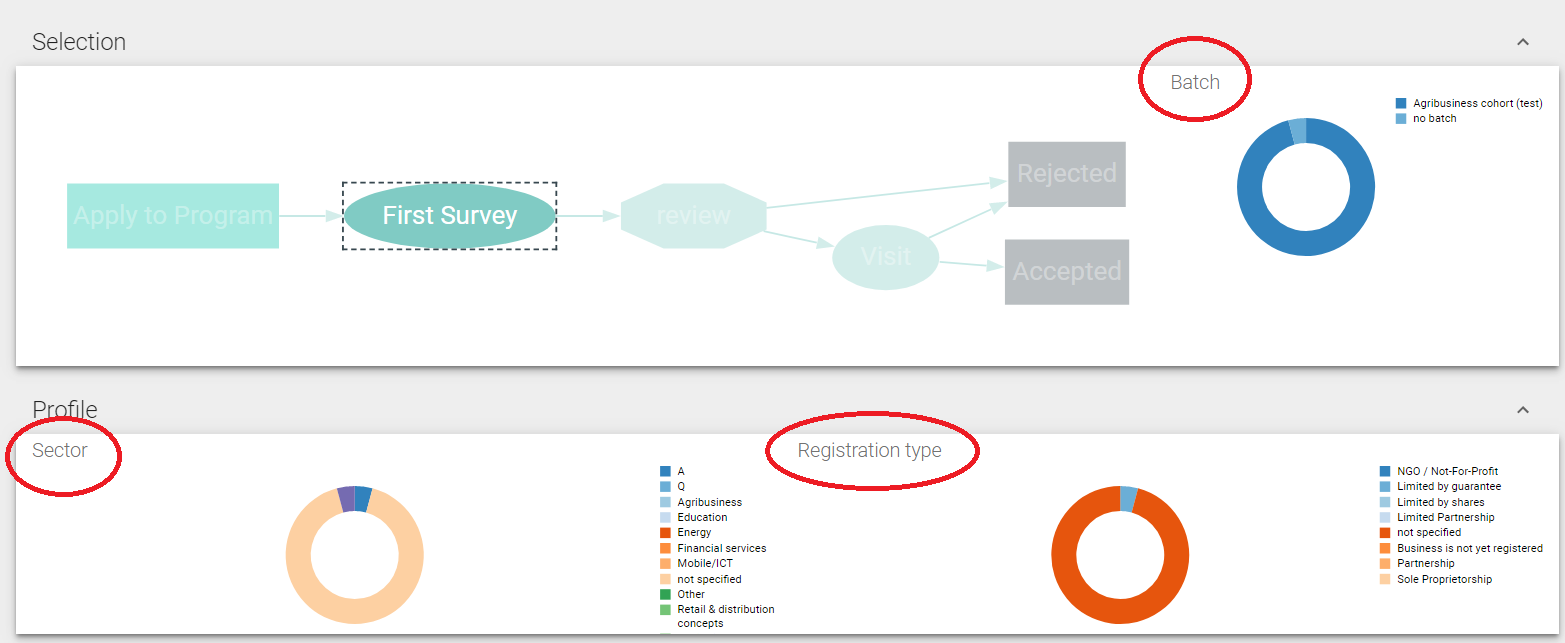 Selection
Batch
Agribusiness cohort (test)
no batch
Apply to Program
First Survey
review
Visit
Rejected
Accepted
Profile
Sector
A
Q
Agribusiness
Education
Energy
Financial services
Mobile/ICT
not specified
Other
Retail & distribution
concepts
Registration type
NGO / Not-For-Profit
Limited by guarantee
Limited by shares
Limited Partnership
not specified
Business is not yet registered
Partnership
Sole Proprietorship